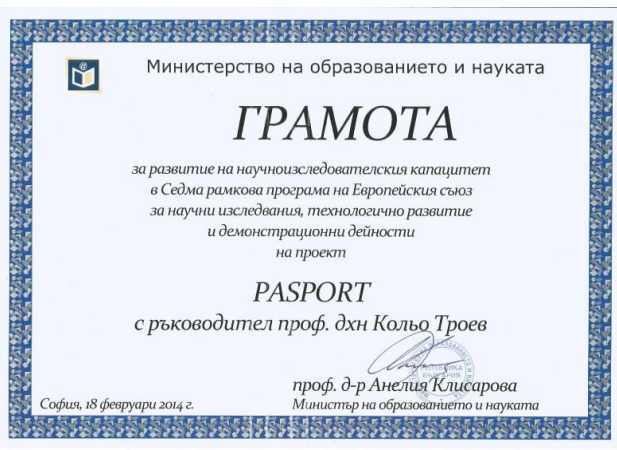 Министерство на образованието и науката
ГРАМОТА
за развитие на научноизследователския капацитет
в Седма рамкова програма на Европейския съюз
за научни изследвания, технологично развитие
и демонстрационни дейности
на проект
PASPORT
с ръководител проф. дхн Кольо Троев
РЕПУБЛИКА
БЪЛГАРИЯ
проф. д-р Анелия Клисарова
София, 18 февруари 2014 г. Министър на образованието и науката